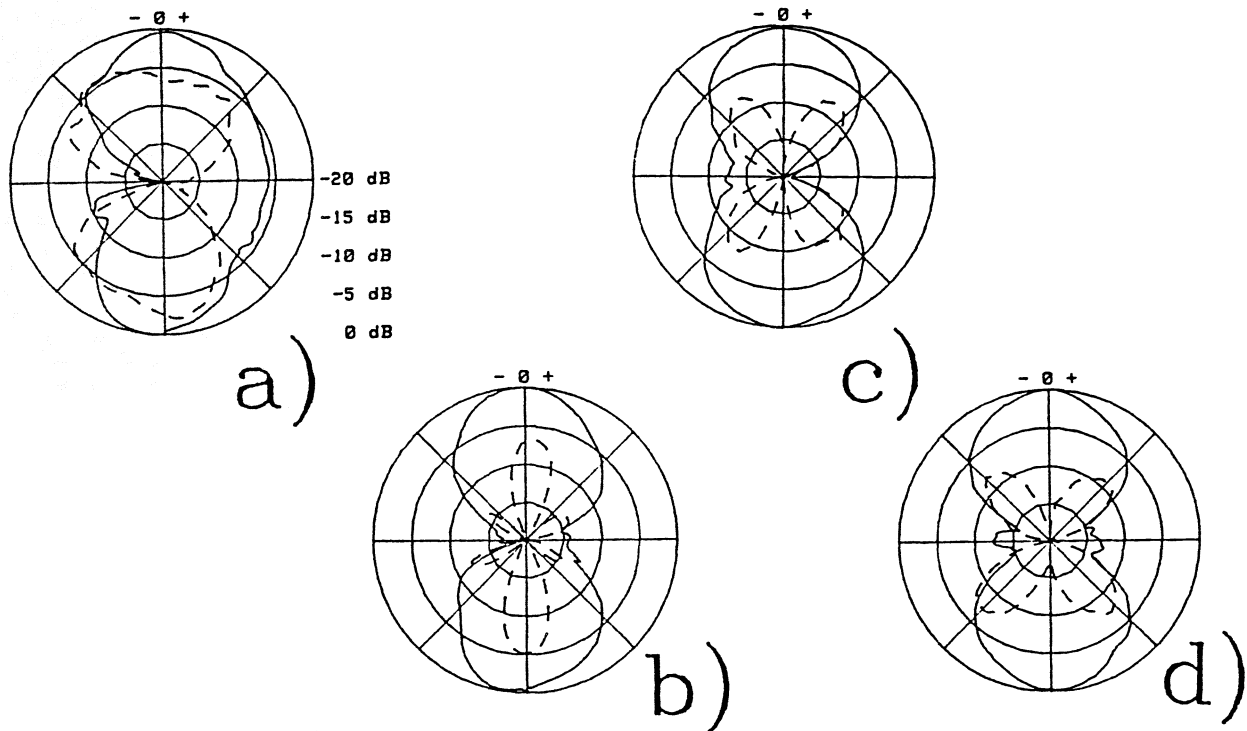 - 0 +
-20 dB
-15 dB
-10 dB
-5 dB
0 dB
a)
- 0 +
c)
- 0 +
b)
- 0 +
d)